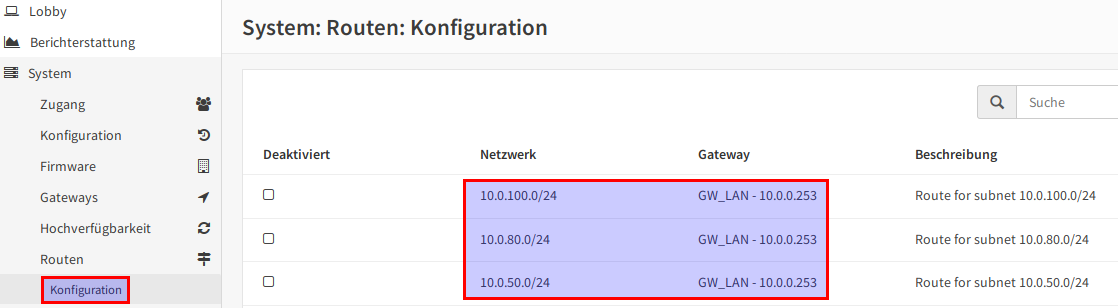 Lobby
Berichterstattung
System
Zugang
Konfiguration
Firmware
Gateways
Hochverfügbarkeit
Routen
Konfiguration
System: Routen: Konfiguration
Suche
Deaktiviert Netzwerk Gateway Beschreibung
10.0.100.0/24 GW_LAN - 10.0.0.253 Route for subnet 10.0.100.0/24
10.0.80.0/24 GW_LAN - 10.0.0.253 Route for subnet 10.0.80.0/24
10.0.50.0/24 GW_LAN - 10.0.0.253 Route for subnet 10.0.50.0/24